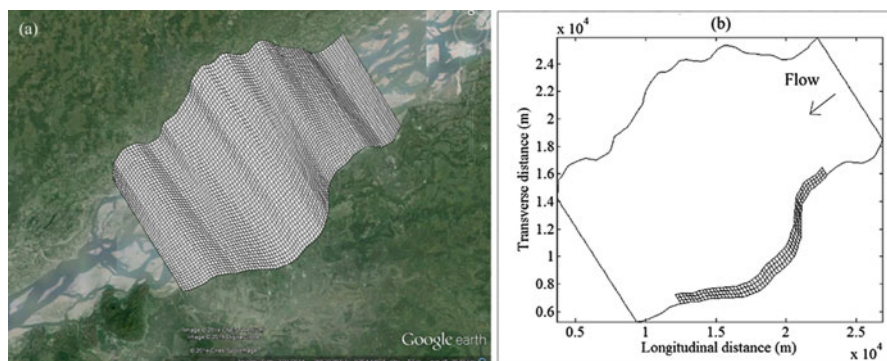 (a)
Google earth
(b)
x 10⁴
Flow
Transverse distance (m)
2.4
2.2
2
1.8
1.6
1.4
1.2
1
0.8
0.6
0.5
1
1.5
2
2.5
Longitudinal distance (m)
x 10⁴